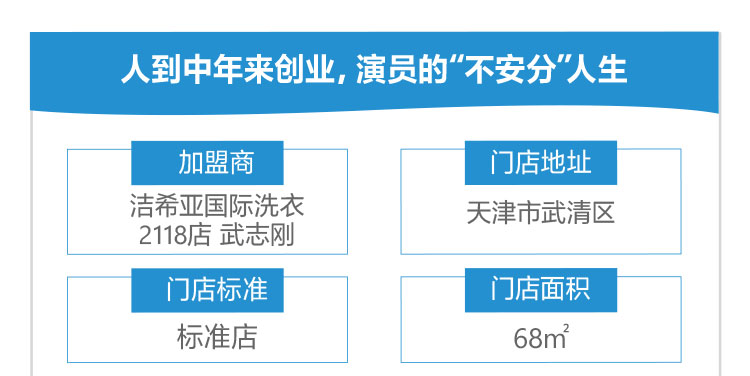 人到中年来创业,演员的“不安分”人生
加盟商
洁希亚国际洗衣
2118店 武志刚
门店地址
天津市武清区
门店标准
标准店
门店面积
68㎡